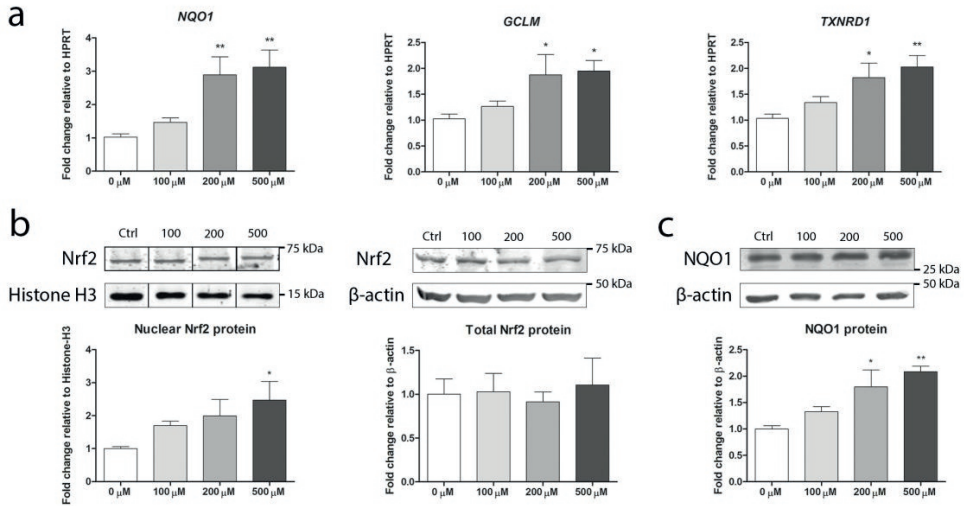 a
NQO1
Fold change relative to HPRT
4
3
2
1
0
**
**
0 μM
100 μM
200 μM
500 μM
GCLM
Fold change relative to HPRT
2.5
2.0
1.5
1.0
0.5
0.0
*
*
0 μM
100 μM
200 μM
500 μM
TXNRD1
Fold change relative to HPRT
2.5
2.0
1.5
1.0
0.5
0.0
*
**
0 μM
100 μM
200 μM
500 μM
b
Ctrl 100 200 500
Nrf2
75 kDa
Histone H3
15 kDa
Nuclear Nrf2 protein
Fold change relative to Histone-H3
4
3
2
1
0
*
0 μM
100 μM
200 μM
500 μM
Ctrl 100 200 500
Nrf2
75 kDa
β-actin
50 kDa
Total Nrf2 protein
Fold change relative to β-actin
1.5
1.0
0.5
0.0
0 μM
100 μM
200 μM
500 μM
c
Ctrl 100 200 500
NQO1
25 kDa
β-actin
50 kDa
NQO1 protein
Fold change relative to β-actin
2.5
2.0
1.5
1.0
0.5
0.0
*
**
0 μM
100 μM
200 μM
500 μM